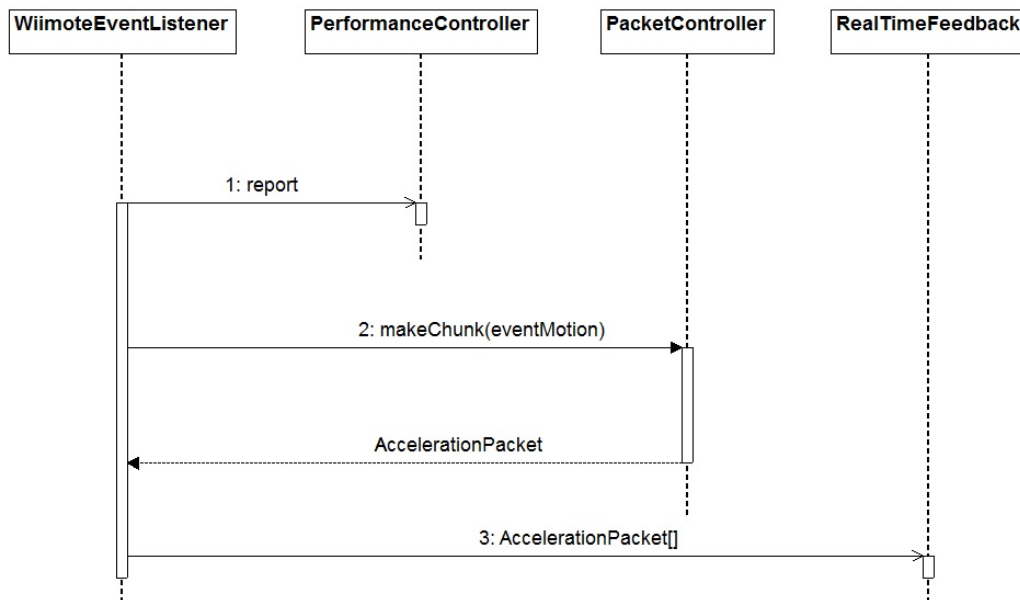 WiimoteEventListener
PerformanceController
PacketController
RealTimeFeedback
1: report
2: makeChunk(eventMotion)
AccelerationPacket
3: AccelerationPacket[]